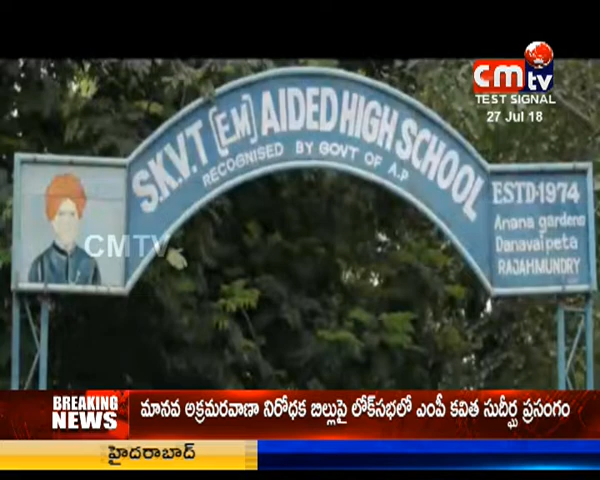 cmtv
TEST SIGNAL
27 Jul 18
S.K.V.T (E.M) AIDED HIGH SCHOOL
RECOGNISED BY GOVT OF A.P
ESTD-1974
Anana gardens
Danavaipeta
RAJAHMUNDRY
CMTV
BREAKING
NEWS
మానవ అక్రమరవాణా నిరోధక బిల్లుపై లోక్‌సభలో ఎంపీ కవిత సుదీర్ఘ ప్రసంగం
హైదరాబాద్